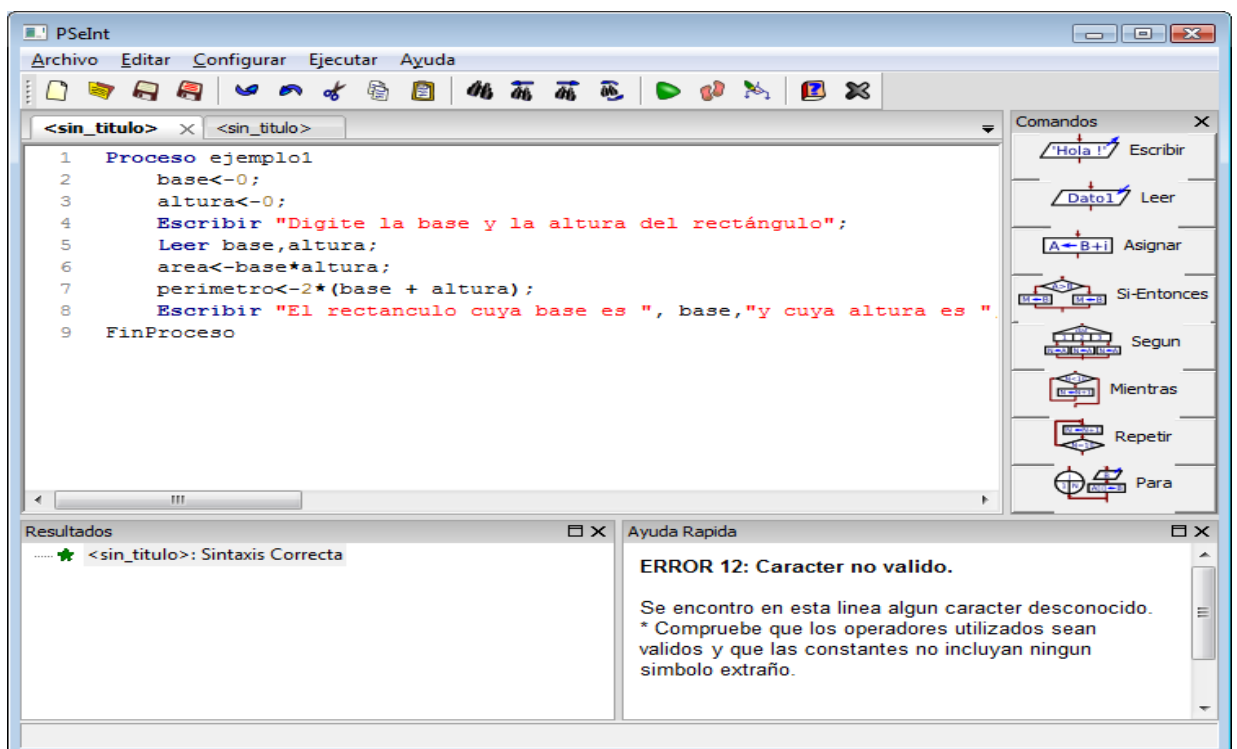 PSeInt
Archivo Editar Configurar Ejecutar Ayuda
<sin_titulo> <sin_titulo>
1 Proceso ejemplo1
2 base<-0;
3 altura<-0;
4 Escribir "Digite la base y la altura del rectángulo";
5 Leer base,altura;
6 area<-base*altura;
7 perimetro<-2*(base + altura);
8 Escribir "El rectanculo cuya base es ", base,"y cuya altura es ",
9 FinProceso
Comandos
'Hola !' Escribir
Dato1 Leer
A←B+i Asignar
Si-Entonces
Segun
Mientras
Repetir
Para
Resultados
<sin_titulo>: Sintaxis Correcta
Ayuda Rapida
ERROR 12: Caracter no valido.
Se encontro en esta linea algun caracter desconocido.
* Compruebe que los operadores utilizados sean
validos y que las constantes no incluyan ningun
simbolo extraño.